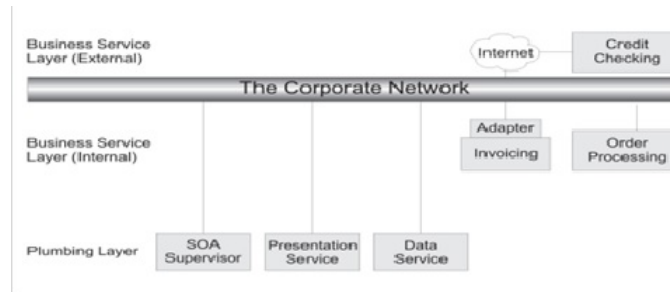 Business Service
Layer (External)
Internet
Credit
Checking
The Corporate Network
Business Service
Layer (Internal)
Adapter
Invoicing
Order
Processing
Plumbing Layer
SOA
Supervisor
Presentation
Service
Data
Service